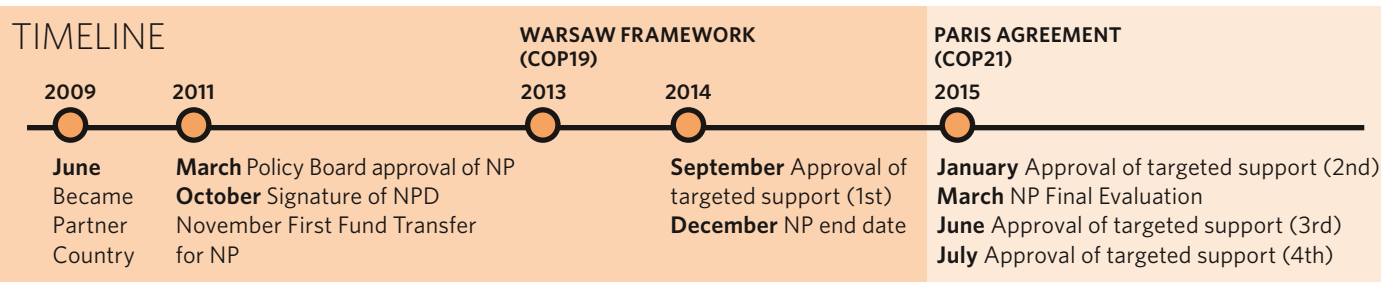 TIMELINE
WARSAW FRAMEWORK
(COP19)
PARIS AGREEMENT
(COP21)
2009
2011
2013
2014
2015
June
Became
Partner
Country
March Policy Board approval of NP
October Signature of NPD
November First Fund Transfer
for NP
September Approval of
targeted support (1st)
December NP end date
January Approval of targeted support (2nd)
March NP Final Evaluation
June Approval of targeted support (3rd)
July Approval of targeted support (4th)